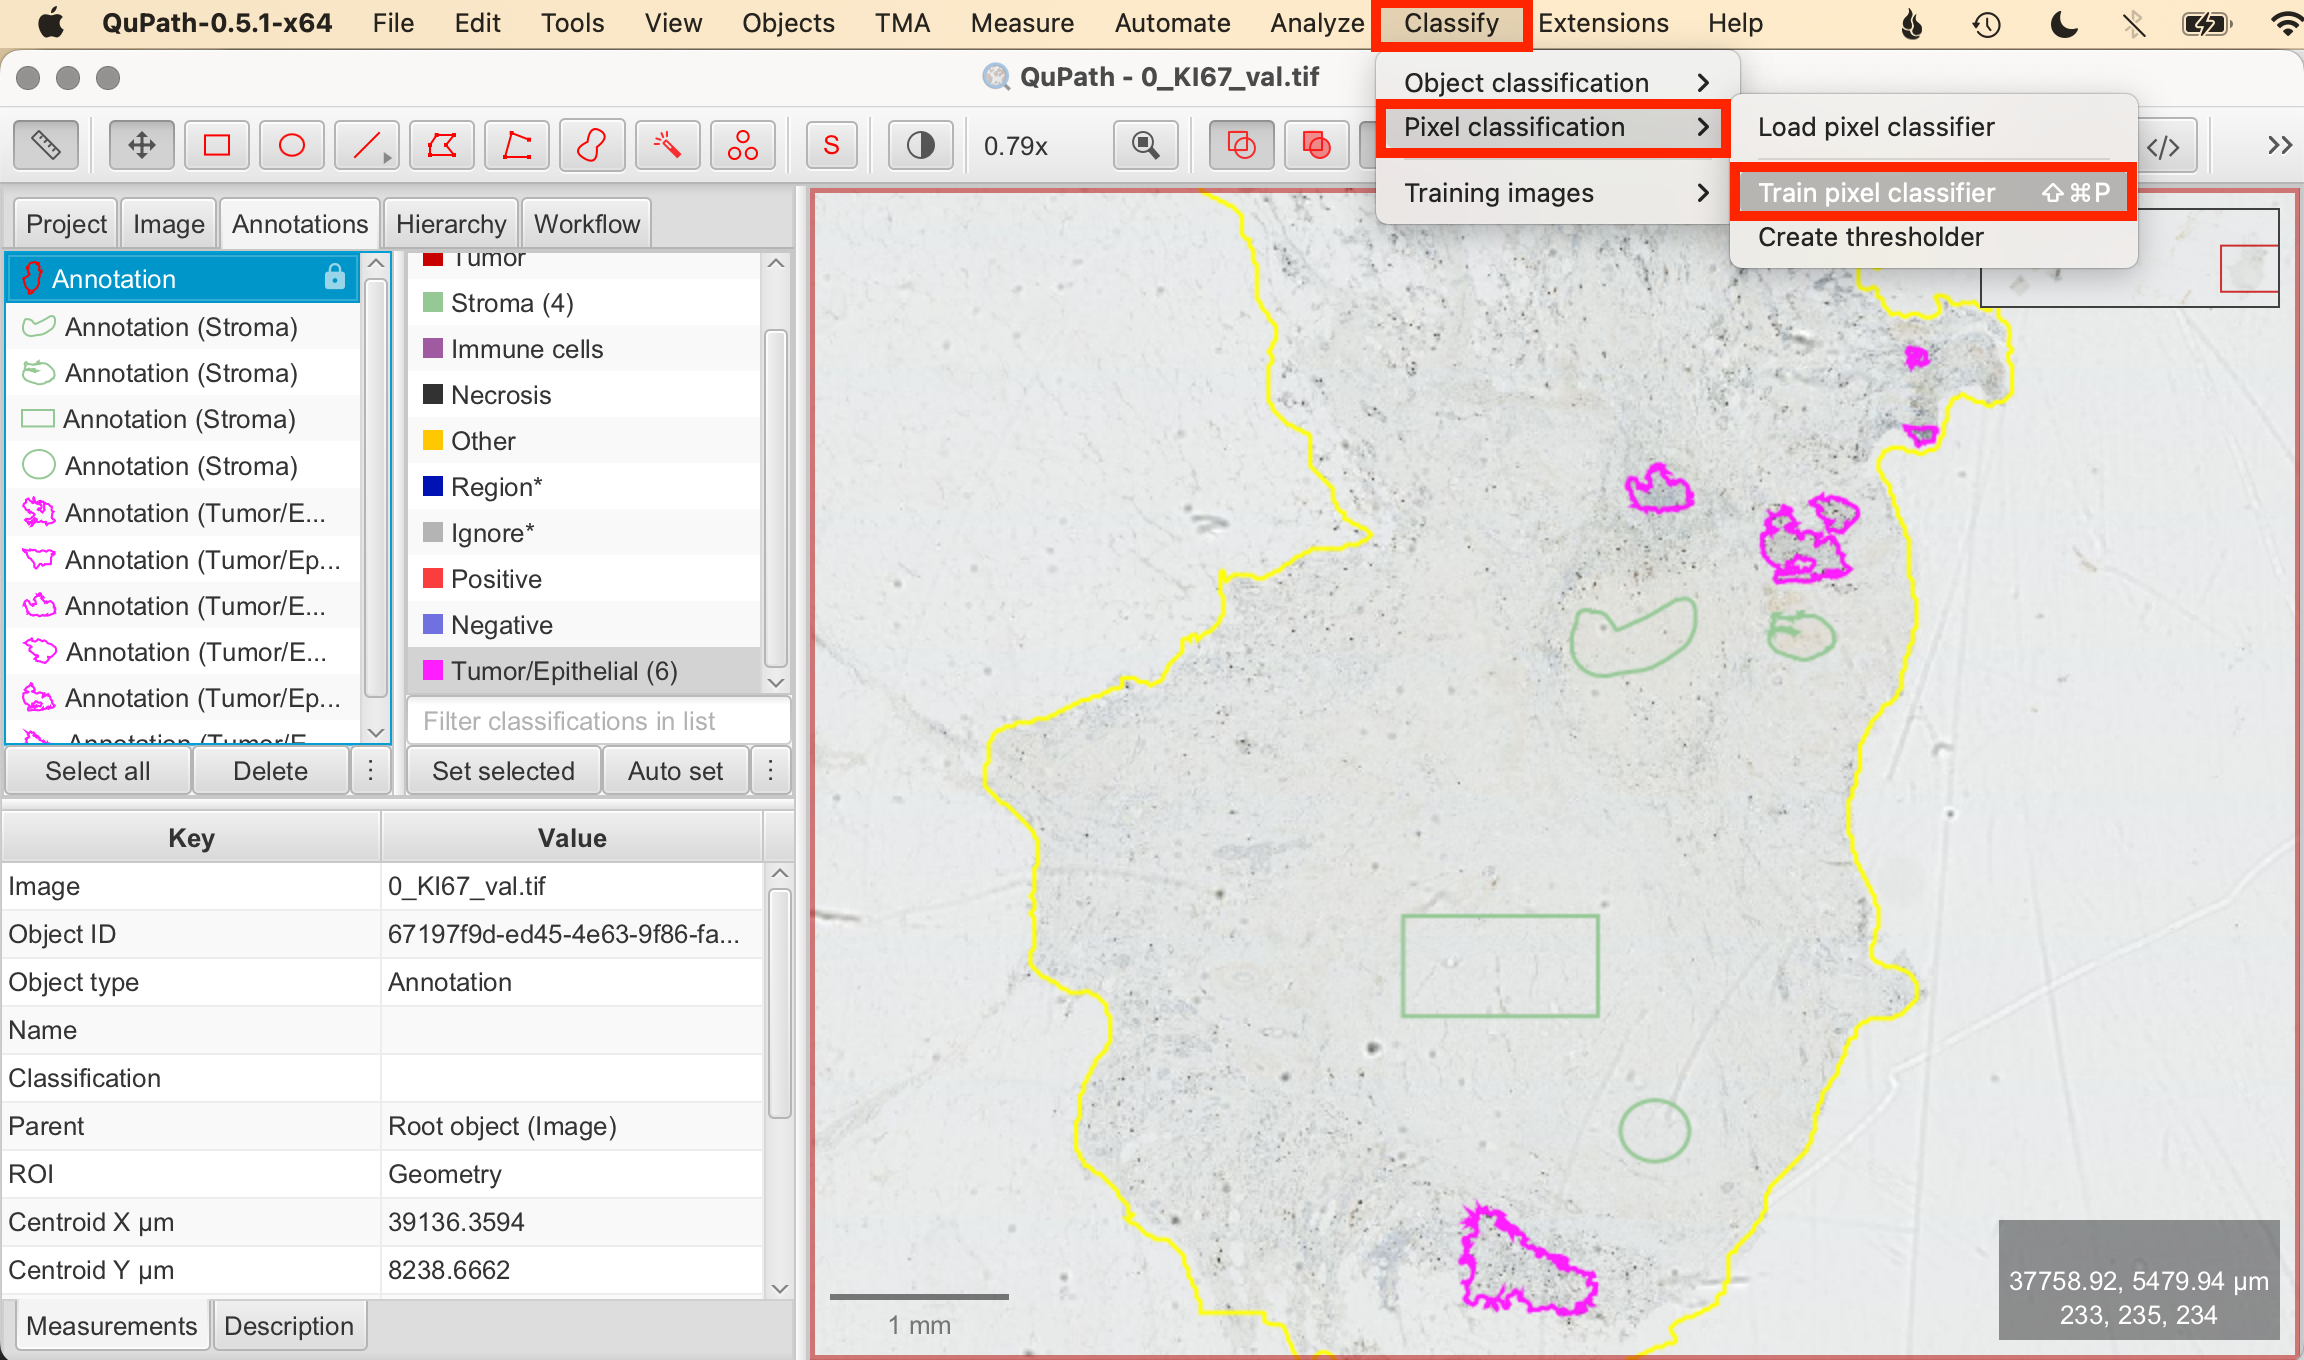 QuPath-0.5.1-x64 File Edit Tools View Objects TMA Measure Automate Analyze Classify Extensions Help
QuPath - 0_KI67_val.tif
Object classification
Pixel classification
Training images
Load pixel classifier
Train pixel classifier ⇧⌘P
Create thresholder
S
0.79x
</>
Project Image Annotations Hierarchy Workflow
Annotation
Annotation (Stroma)
Annotation (Stroma)
Annotation (Stroma)
Annotation (Stroma)
Annotation (Tumor/E...
Annotation (Tumor/Ep...
Annotation (Tumor/E...
Annotation (Tumor/E...
Annotation (Tumor/Ep...
Annotation (Tumor/E
Tumor
Stroma (4)
Immune cells
Necrosis
Other
Region*
Ignore*
Positive
Negative
Tumor/Epithelial (6)
Filter classifications in list
Select all Delete ⋮ Set selected Auto set ⋮
Key Value
Image 0_KI67_val.tif
Object ID 67197f9d-ed45-4e63-9f86-fa...
Object type Annotation
Name
Classification
Parent Root object (Image)
ROI Geometry
Centroid X µm 39136.3594
Centroid Y µm 8238.6662
Measurements Description
1 mm
37758.92, 5479.94 µm
233, 235, 234